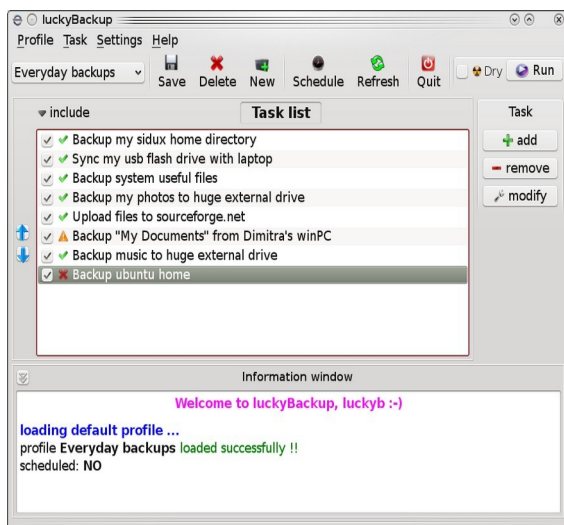 luckyBackup
Profile Task Settings Help
Everyday backups Save Delete New Schedule Refresh Quit Dry Run
include Task list Task
Backup my sidux home directory
Sync my usb flash drive with laptop
Backup system useful files
Backup my photos to huge external drive
Upload files to sourceforge.net
Backup "My Documents" from Dimitra's winPC
Backup music to huge external drive
Backup ubuntu home
add
remove
modify
Information window
Welcome to luckyBackup, luckyb :-)
loading default profile ...
profile Everyday backups loaded successfully !!
scheduled: NO